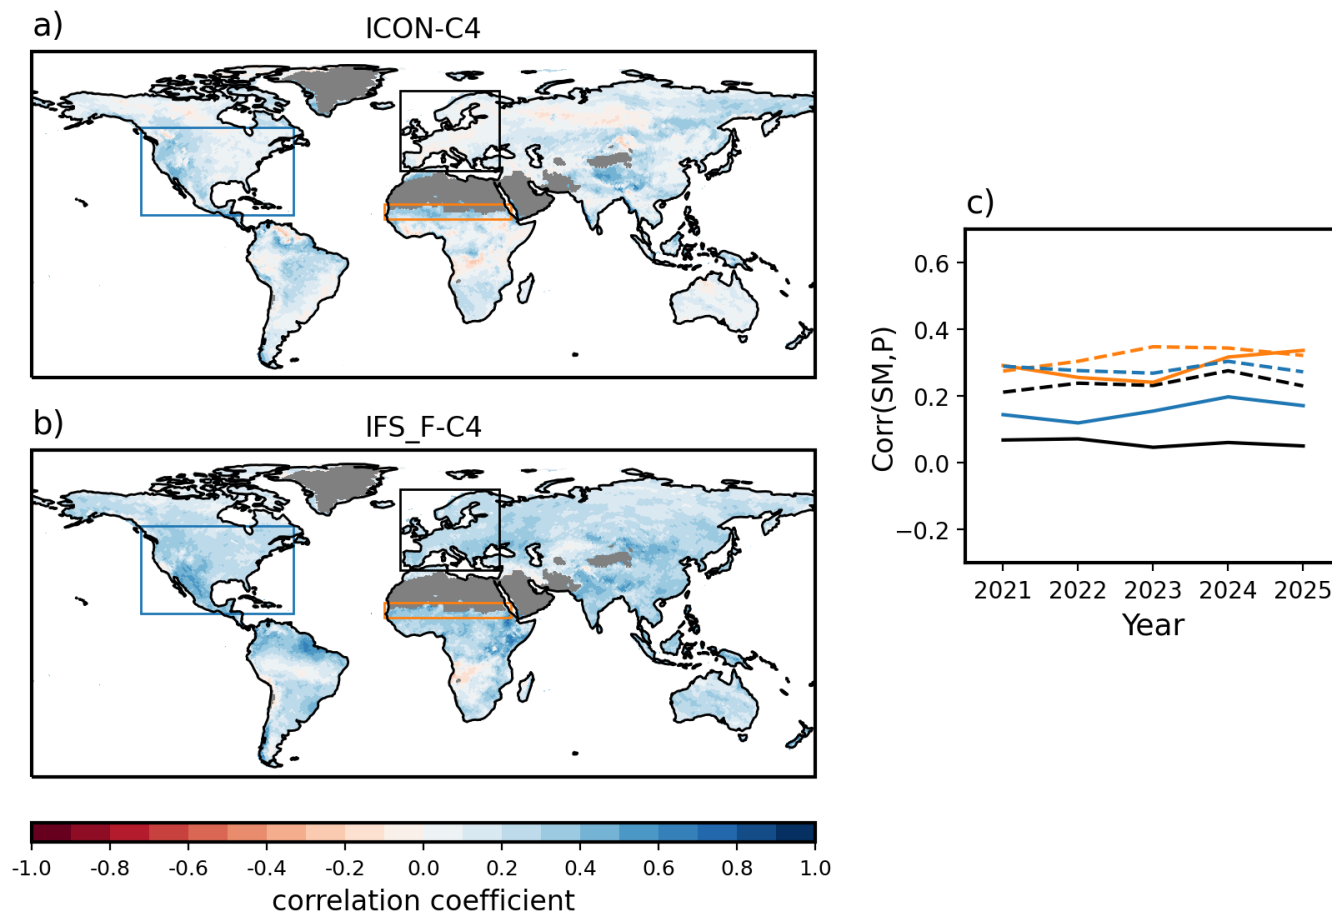 a)
ICON-C4
b)
IFS_F-C4
-1.0 -0.8 -0.6 -0.4 -0.2 0.0 0.2 0.4 0.6 0.8 1.0
correlation coefficient
c)
0.6
0.4
0.2
0.0
−0.2
Corr(SM,P)
2021 2022 2023 2024 2025
Year